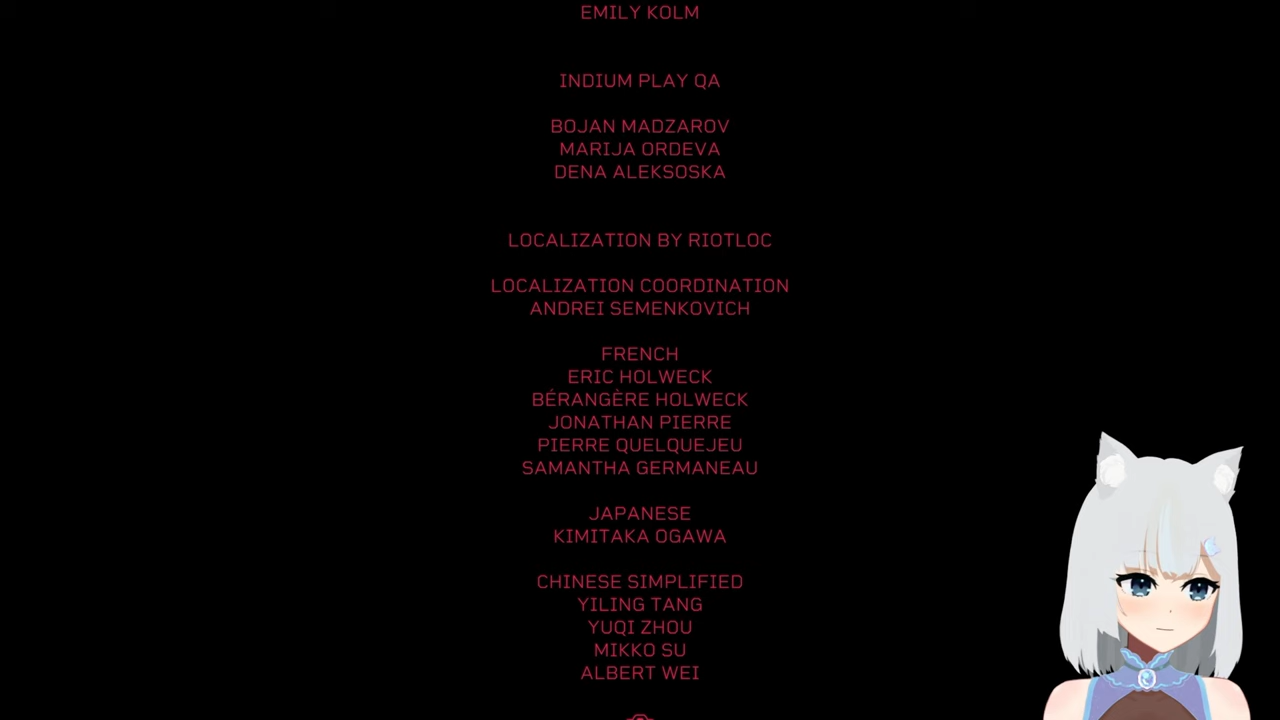 EMILY KOLM
INDIUM PLAY QA
BOJAN MADZAROV
MARIJA ORDEVA
DENA ALEKSOSKA
LOCALIZATION BY RIOTLOC
LOCALIZATION COORDINATION
ANDREI SEMENKOVICH
FRENCH
ERIC HOLWECK
BÉRANGÈRE HOLWECK
JONATHAN PIERRE
PIERRE QUELQUEJEU
SAMANTHA GERMANEAU
JAPANESE
KIMITAKA OGAWA
CHINESE SIMPLIFIED
YILING TANG
YUQI ZHOU
MIKKO SU
ALBERT WEI